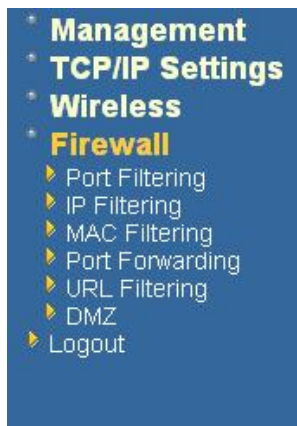 Management
TCP/IP Settings
Wireless
Firewall
Port Filtering
IP Filtering
MAC Filtering
Port Forwarding
URL Filtering
DMZ
Logout